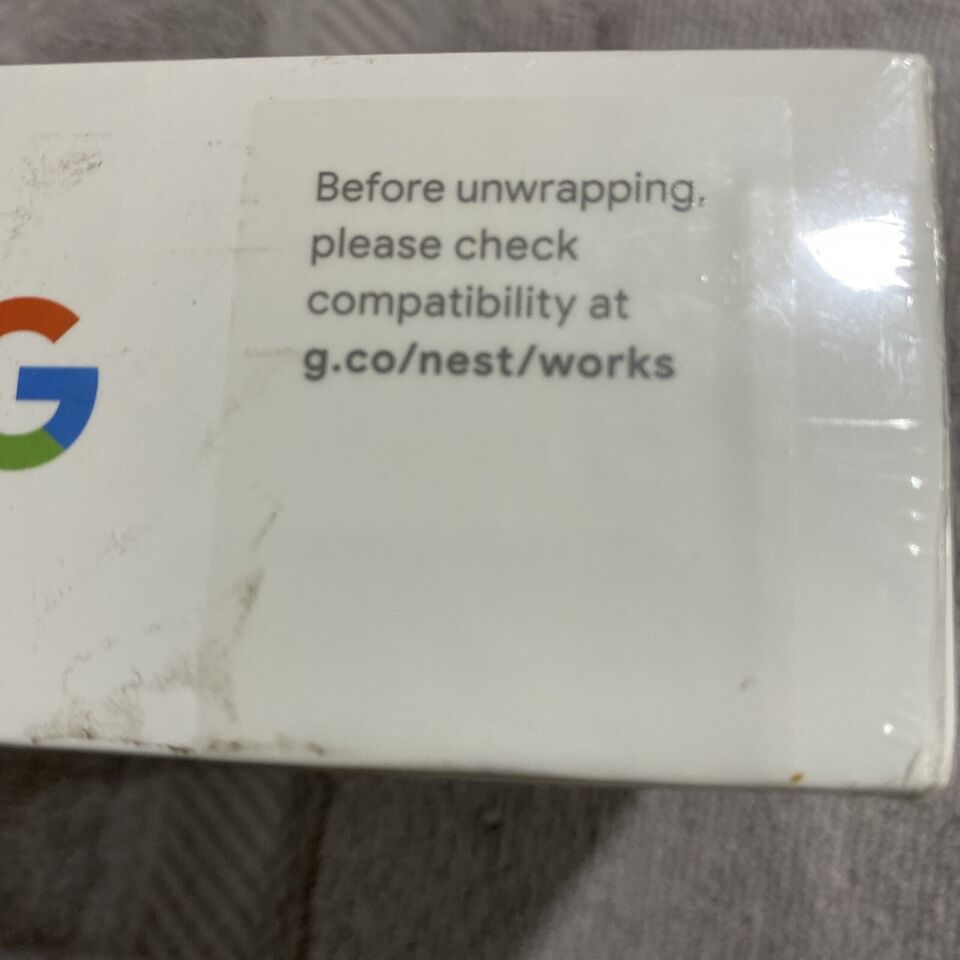 Before unwrapping,
please check
compatibility at
g.co/nest/works